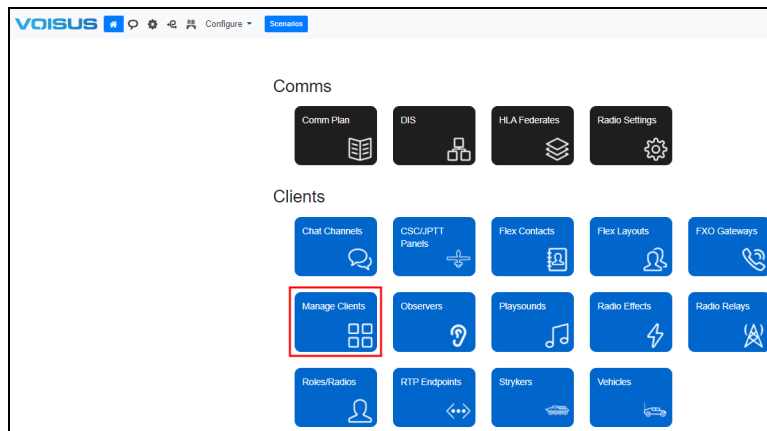 VOISUS Configure Scenarios
Comms
Comm Plan DIS HLA Federates Radio Settings
Clients
Chat Channels CSC/JPTT Panels Flex Contacts Flex Layouts FXO Gateways
Manage Clients Observers Playsounds Radio Effects Radio Relays
Roles/Radios RTP Endpoints Strykers Vehicles